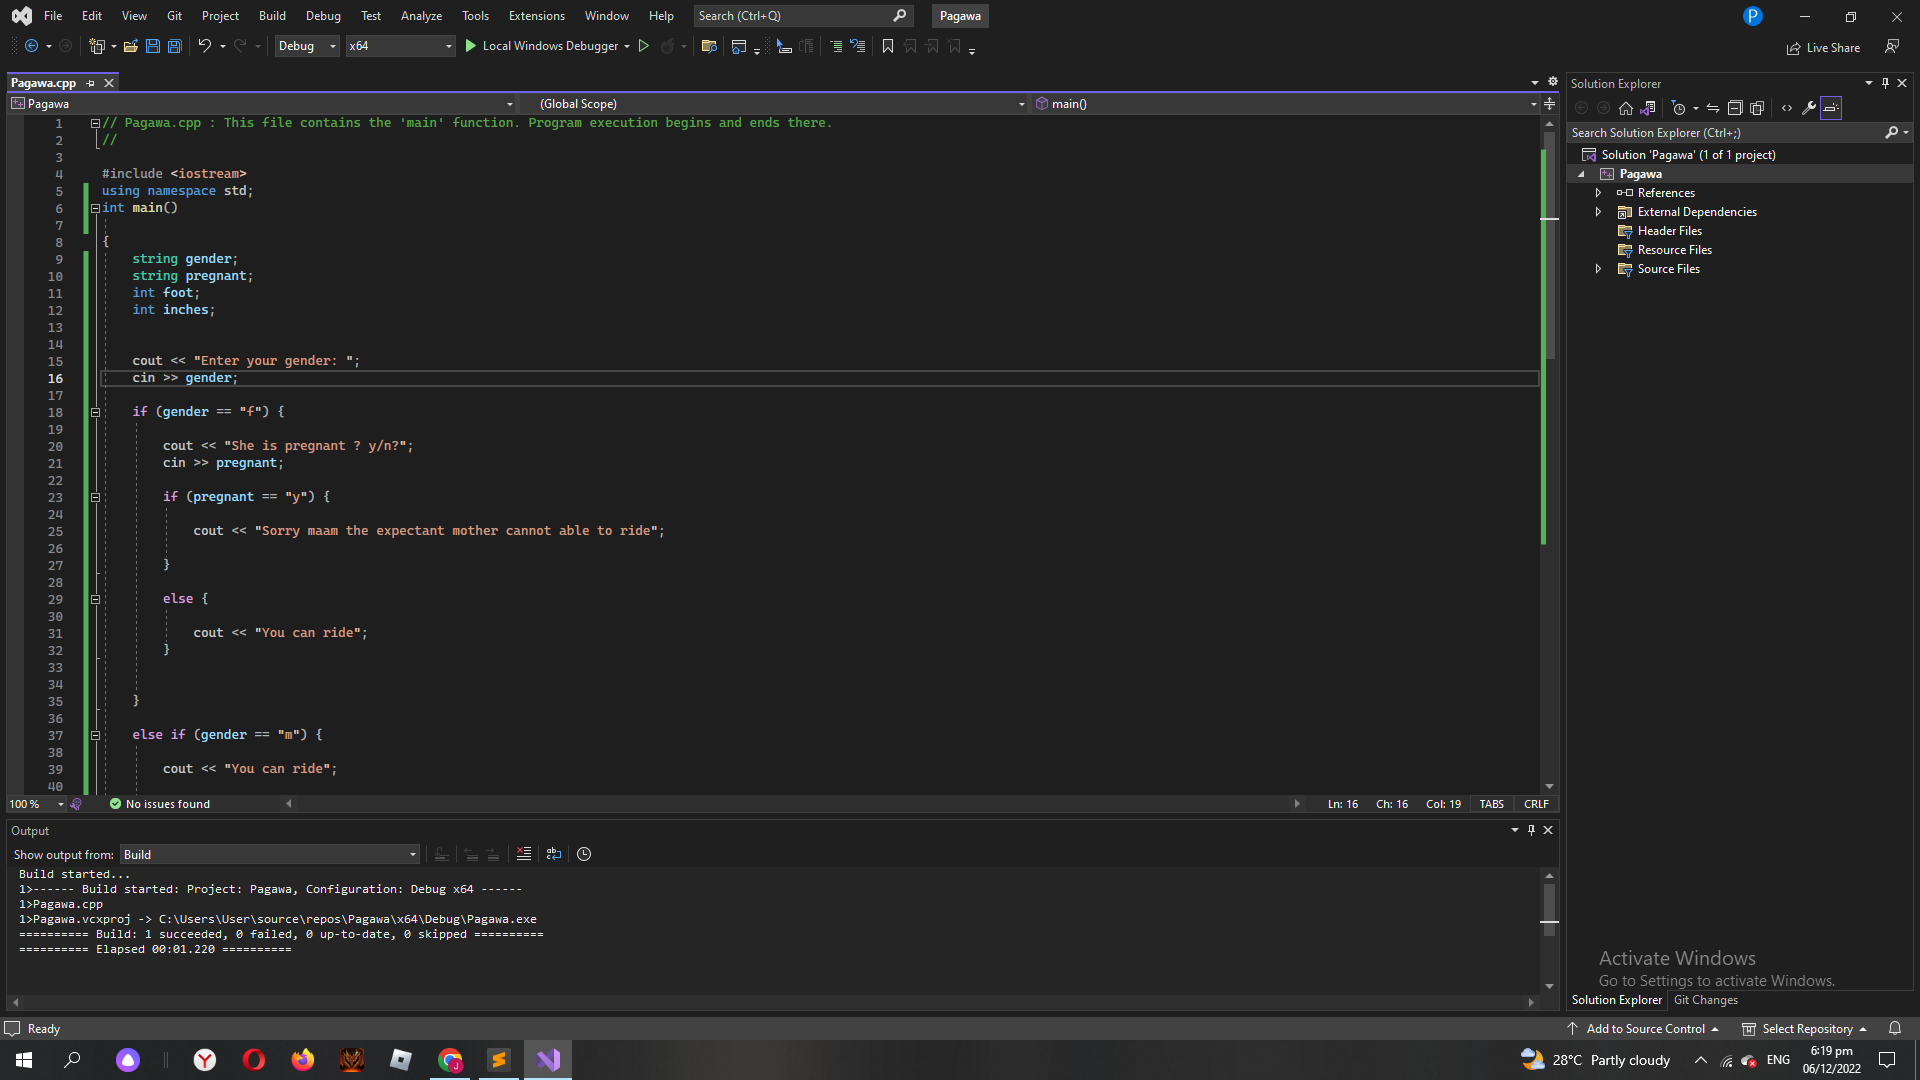 File Edit View Git Project Build Debug Test Analyze Tools Extensions Window Help Search (Ctrl+Q) Pagawa P
Debug x64 Local Windows Debugger Live Share
Pagawa.cpp
Pagawa (Global Scope) main()
1 // Pagawa.cpp : This file contains the 'main' function. Program execution begins and ends there.
2 //
3
4 #include <iostream>
5 using namespace std;
6 int main()
7
8 {
9 string gender;
10 string pregnant;
11 int foot;
12 int inches;
13
14
15 cout << "Enter your gender: ";
16 cin >> gender;
17
18 if (gender == "f") {
19
20 cout << "She is pregnant ? y/n?";
21 cin >> pregnant;
22
23 if (pregnant == "y") {
24
25 cout << "Sorry maam the expectant mother cannot able to ride";
26
27 }
28
29 else {
30
31 cout << "You can ride";
32 }
33
34
35 }
36
37 else if (gender == "m") {
38
39 cout << "You can ride";
40
100 % No issues found Ln: 16 Ch: 16 Col: 19 TABS CRLF
Output
Show output from: Build
Build started...
1>------ Build started: Project: Pagawa, Configuration: Debug x64 ------
1>Pagawa.cpp
1>Pagawa.vcxproj -> C:\Users\User\source\repos\Pagawa\x64\Debug\Pagawa.exe
========== Build: 1 succeeded, 0 failed, 0 up-to-date, 0 skipped ==========
========== Elapsed 00:01.220 ==========
Solution Explorer
Search Solution Explorer (Ctrl+;)
Solution 'Pagawa' (1 of 1 project)
Pagawa
References
External Dependencies
Header Files
Resource Files
Source Files
Activate Windows
Go to Settings to activate Windows.
Solution Explorer Git Changes
Ready Add to Source Control Select Repository
28°C Partly cloudy ENG 6:19 pm
06/12/2022